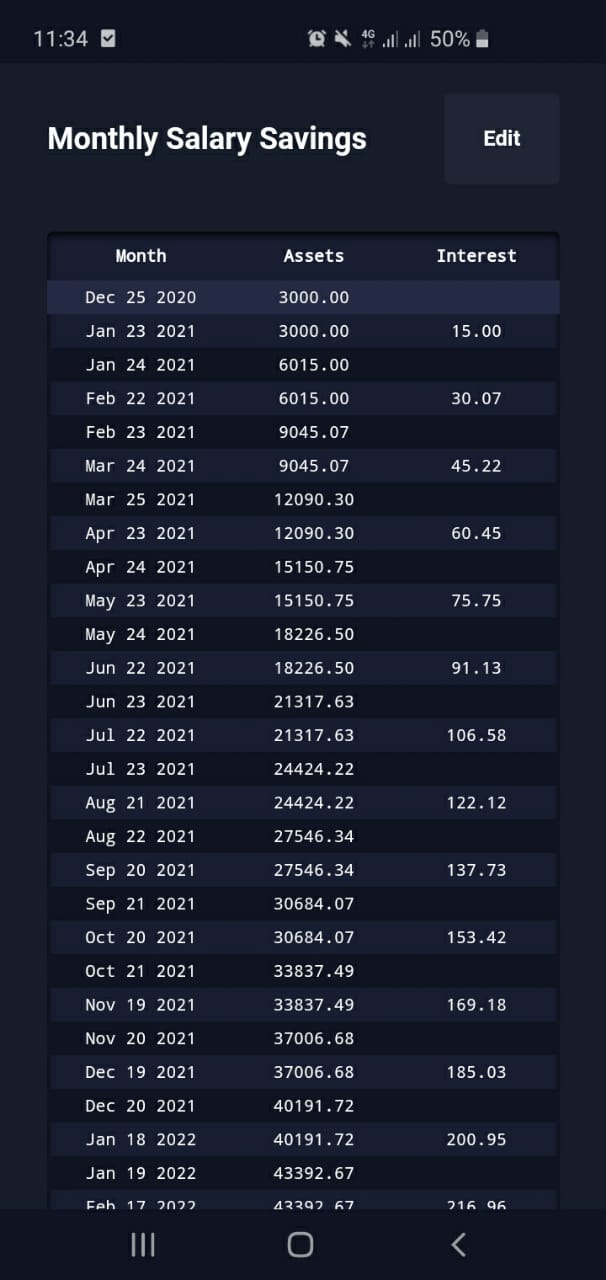 11:34 4G 50%
Monthly Salary Savings Edit
Month Assets Interest
Dec 25 2020 3000.00
Jan 23 2021 3000.00 15.00
Jan 24 2021 6015.00
Feb 22 2021 6015.00 30.07
Feb 23 2021 9045.07
Mar 24 2021 9045.07 45.22
Mar 25 2021 12090.30
Apr 23 2021 12090.30 60.45
Apr 24 2021 15150.75
May 23 2021 15150.75 75.75
May 24 2021 18226.50
Jun 22 2021 18226.50 91.13
Jun 23 2021 21317.63
Jul 22 2021 21317.63 106.58
Jul 23 2021 24424.22
Aug 21 2021 24424.22 122.12
Aug 22 2021 27546.34
Sep 20 2021 27546.34 137.73
Sep 21 2021 30684.07
Oct 20 2021 30684.07 153.42
Oct 21 2021 33837.49
Nov 19 2021 33837.49 169.18
Nov 20 2021 37006.68
Dec 19 2021 37006.68 185.03
Dec 20 2021 40191.72
Jan 18 2022 40191.72 200.95
Jan 19 2022 43392.67
Feb 17 2022 43392.67 216.96